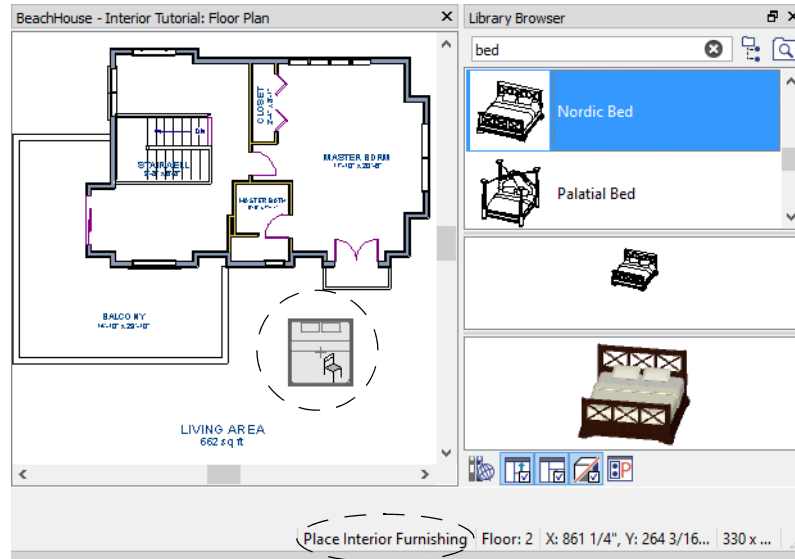 BeachHouse - Interior Tutorial: Floor Plan
Library Browser
bed
Nordic Bed
Palatial Bed
CLOSET
DN
STAIRWELL
MASTER BDRM
MASTER BATH
BALCONY
LIVING AREA
662 sq ft
Place Interior Furnishing
Floor: 2
X: 861 1/4", Y: 264 3/16...
330 x ...